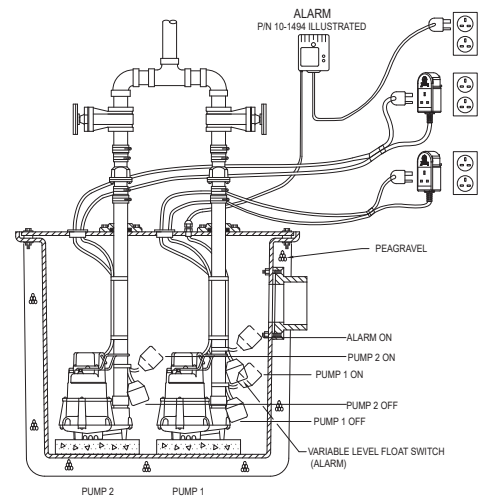 ALARM
P/N 10-1494 ILLUSTRATED
PEAGRAVEL
ALARM ON
PUMP 2 ON
PUMP 1 ON
PUMP 2 OFF
PUMP 1 OFF
VARIABLE LEVEL FLOAT SWITCH
(ALARM)
PUMP 2
PUMP 1